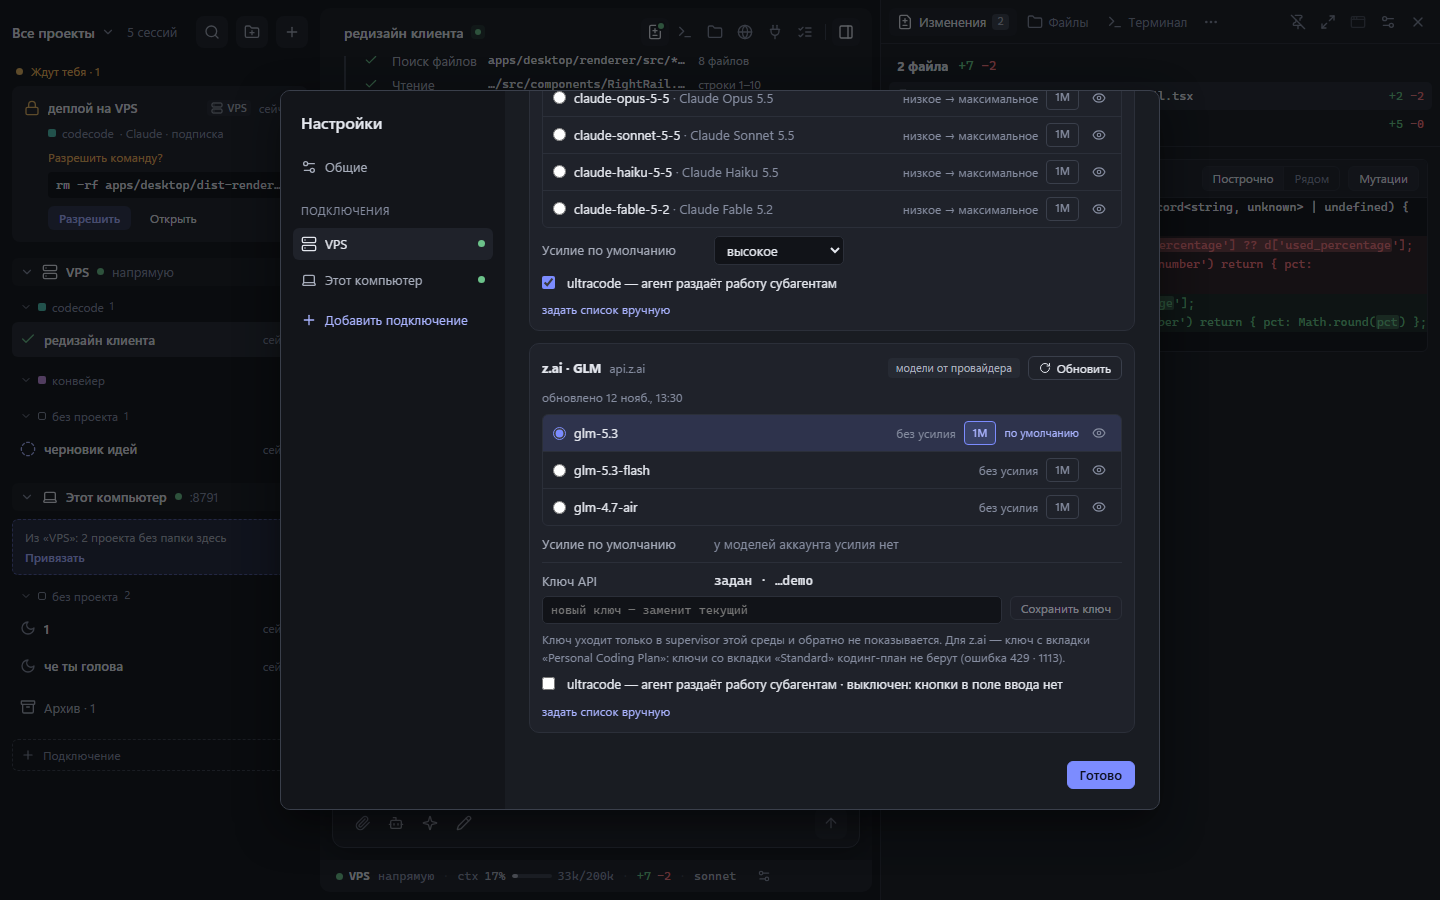 Все проекты
5 сессий
Ждут тебя · 1
деплой на VPS
VPS
codecode · Claude · подписка
Разрешить команду?
rm -rf apps/desktop/dist-render…
Разрешить
Открыть
VPS напрямую
codecode 1
редизайн клиента
конвейер
без проекта 1
черновик идей
Этот компьютер :8791
Из «VPS»: 2 проекта без папки здесь
Привязать
без проекта 2
1
че ты голова
Архив · 1
Подключение
редизайн клиента
Поиск файлов apps/desktop/renderer/src/*… 8 файлов
Чтение …/src/components/RightRail.… строки 1–10
Настройки
Общие
ПОДКЛЮЧЕНИЯ
VPS
Этот компьютер
Добавить подключение
claude-opus-5-5 · Claude Opus 5.5 низкое → максимальное 1M
claude-sonnet-5-5 · Claude Sonnet 5.5 низкое → максимальное 1M
claude-haiku-5-5 · Claude Haiku 5.5 низкое → максимальное 1M
claude-fable-5-2 · Claude Fable 5.2 низкое → максимальное 1M
Усилие по умолчанию высокое
ultracode — агент раздаёт работу субагентам
задать список вручную
z.ai · GLM api.z.ai модели от провайдера Обновить
обновлено 12 нояб., 13:30
glm-5.3 без усилия 1M по умолчанию
glm-5.3-flash без усилия 1M
glm-4.7-air без усилия 1M
Усилие по умолчанию у моделей аккаунта усилия нет
Ключ API задан · …demo
новый ключ — заменит текущий Сохранить ключ
Ключ уходит только в supervisor этой среды и обратно не показывается. Для z.ai — ключ с вкладки
«Personal Coding Plan»: ключи со вкладки «Standard» кодинг-план не берут (ошибка 429 · 1113).
ultracode — агент раздаёт работу субагентам · выключен: кнопки в поле ввода нет
задать список вручную
Готово
VPS напрямую · ctx 17% 33k/200k · +7 −2 · sonnet
Изменения 2
Файлы
Терминал
2 файла +7 −2
l.tsx +2 −2
+5 −0
Построчно
Рядом
Мутации
cord<string, unknown> | undefined) {
ercentage'] ?? d['used_percentage'];
number') return { pct:
ge'];
ber') return { pct: Math.round(pct) };